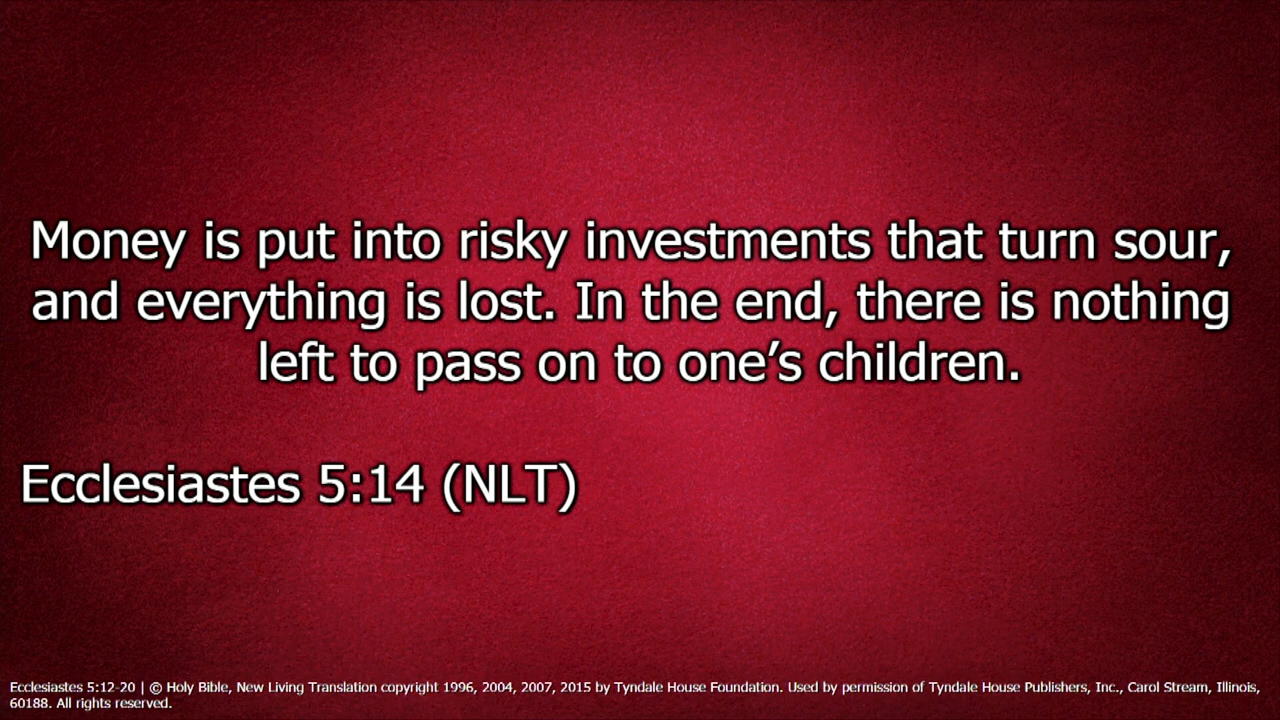 Money is put into risky investments that turn sour,
and everything is lost. In the end, there is nothing
left to pass on to one’s children.
Ecclesiastes 5:14 (NLT)
Ecclesiastes 5:12-20 | © Holy Bible, New Living Translation copyright 1996, 2004, 2007, 2015 by Tyndale House Foundation. Used by permission of Tyndale House Publishers, Inc., Carol Stream, Illinois,
60188. All rights reserved.